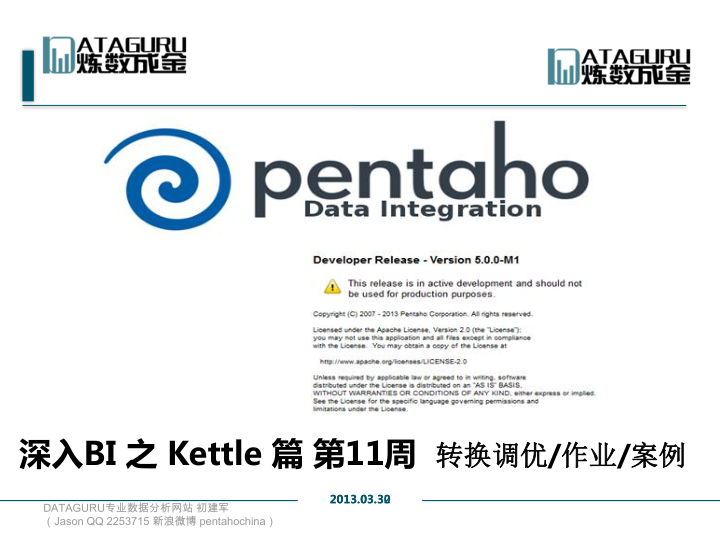 DATAGURU
炼数成金
DATAGURU
炼数成金
pentaho
Data Integration
Developer Release - Version 5.0.0-M1
This release is in active development and should not
be used for production purposes.
Copyright (C) 2007 - 2013 Pentaho Corporation. All rights reserved.
Licensed under the Apache License, Version 2.0 (the "License");
you may not use this application and all files except in compliance
with the License. You may obtain a copy of the License at
http://www.apache.org/licenses/LICENSE-2.0
Unless required by applicable law or agreed to in writing, software
distributed under the License is distributed on an "AS IS" BASIS,
WITHOUT WARRANTIES OR CONDITIONS OF ANY KIND, either express or implied.
See the License for the specific language governing permissions and
limitations under the License.
深入BI 之 Kettle 篇 第11周 转换调优/作业/案例
DATAGURU专业数据分析网站 初建军
（Jason QQ 2253715 新浪微博 pentahochina）